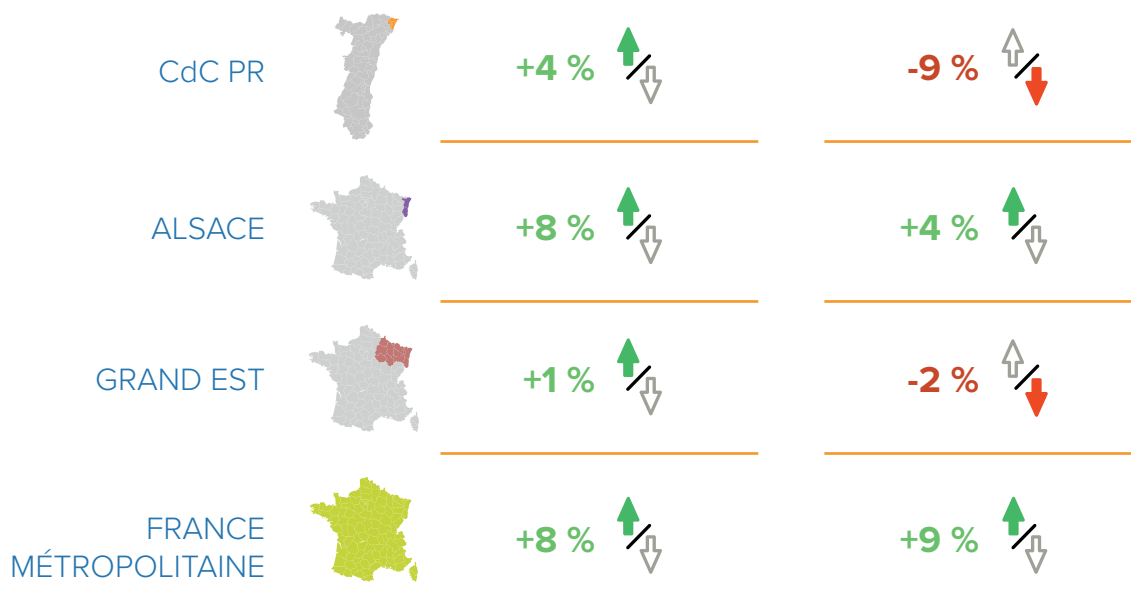 CdC PR
+4 %
-9 %
ALSACE
+8 %
+4 %
GRAND EST
+1 %
-2 %
FRANCE
MÉTROPOLITAINE
+8 %
+9 %